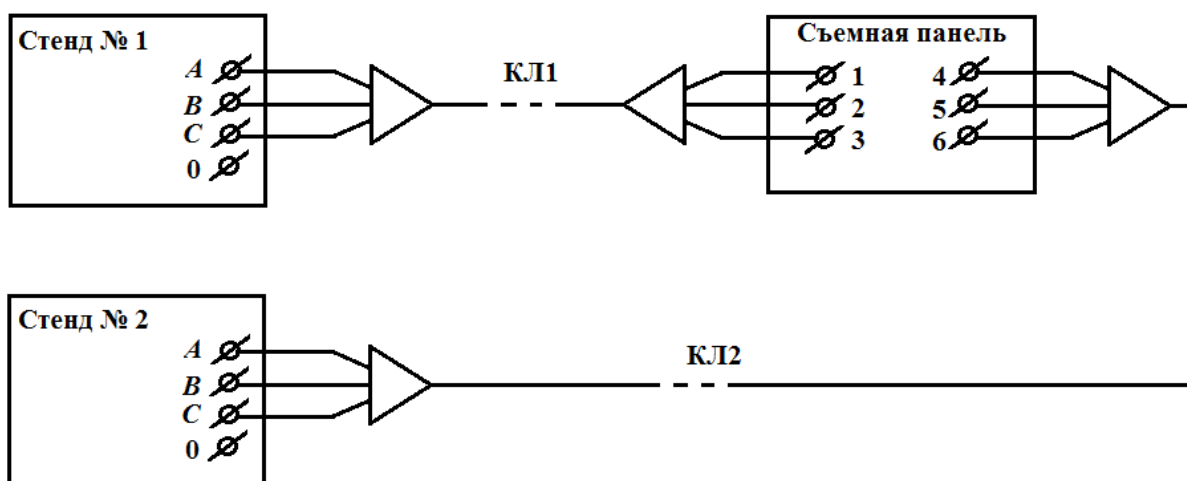 Стенд № 1
A
B
C
0
КЛ1
Съемная панель
1 4
2 5
3 6
Стенд № 2
A
B
C
0
КЛ2